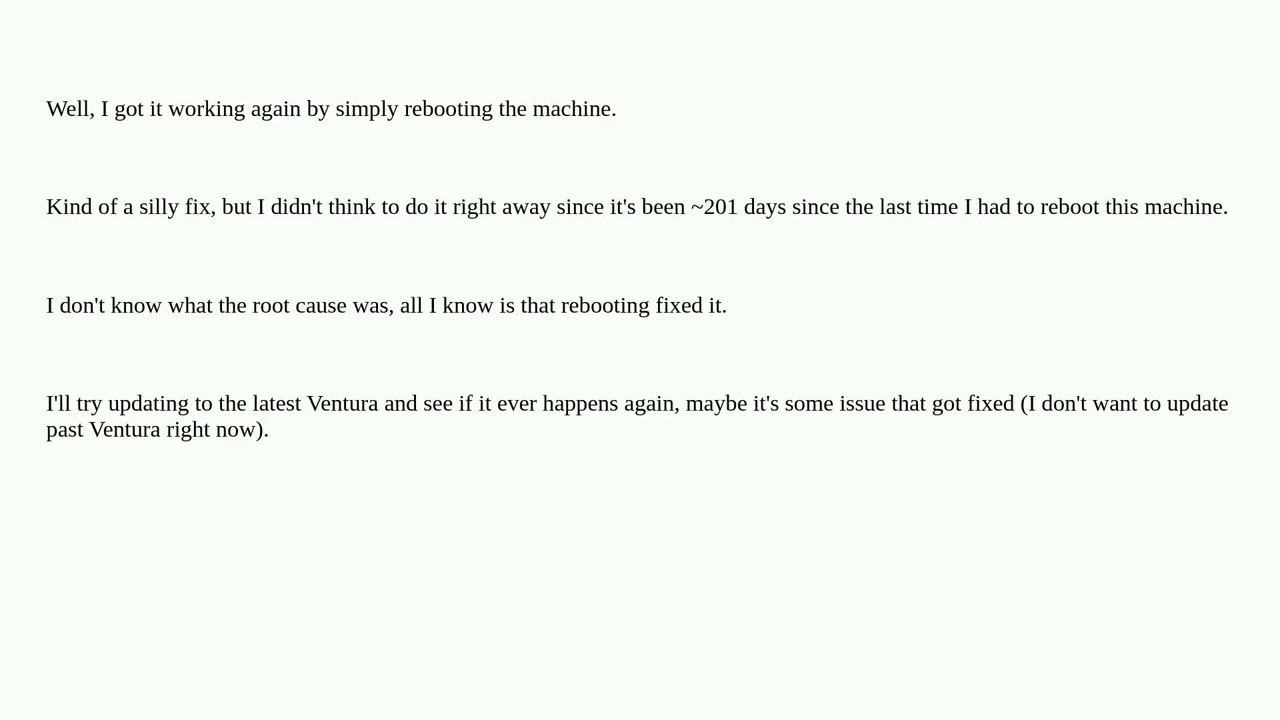 Well, I got it working again by simply rebooting the machine.
Kind of a silly fix, but I didn't think to do it right away since it's been ~201 days since the last time I had to reboot this machine.
I don't know what the root cause was, all I know is that rebooting fixed it.
I'll try updating to the latest Ventura and see if it ever happens again, maybe it's some issue that got fixed (I don't want to update
past Ventura right now).